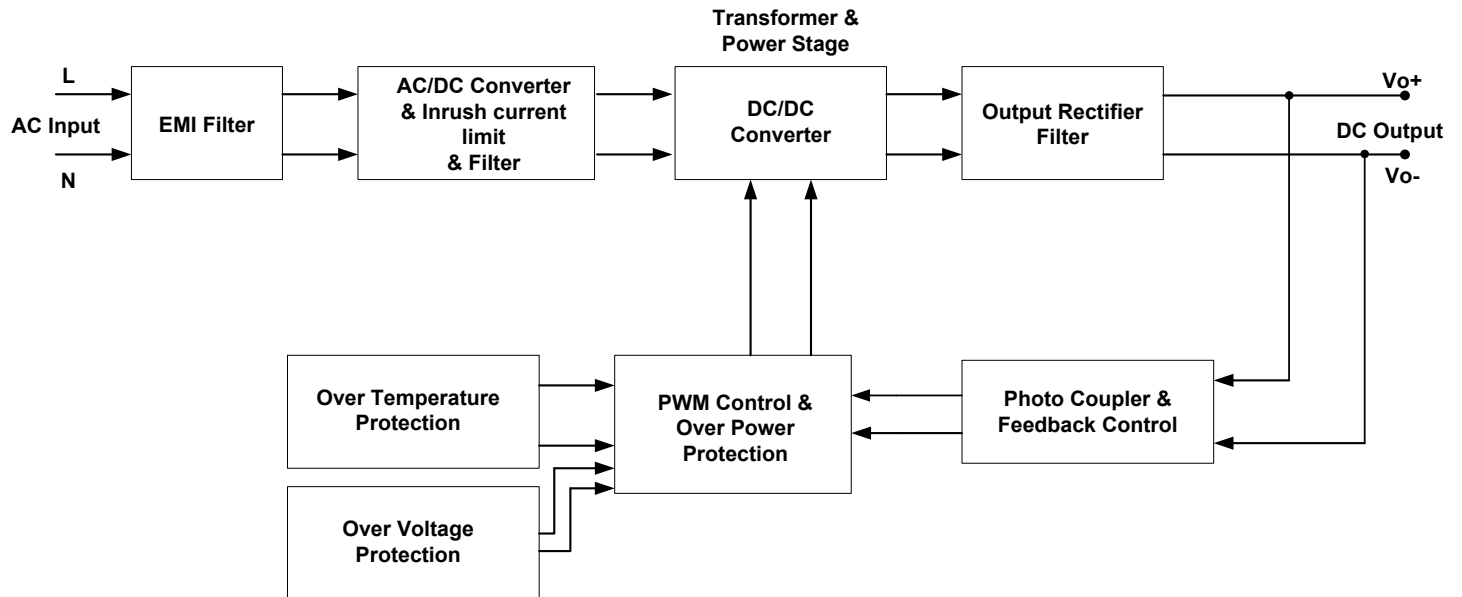 Transformer &
Power Stage
L
AC Input
N
EMI Filter
AC/DC Converter
& Inrush current
limit
& Filter
DC/DC
Converter
Output Rectifier
Filter
Vo+
DC Output
Vo-
Over Temperature
Protection
PWM Control &
Over Power
Protection
Photo Coupler &
Feedback Control
Over Voltage
Protection